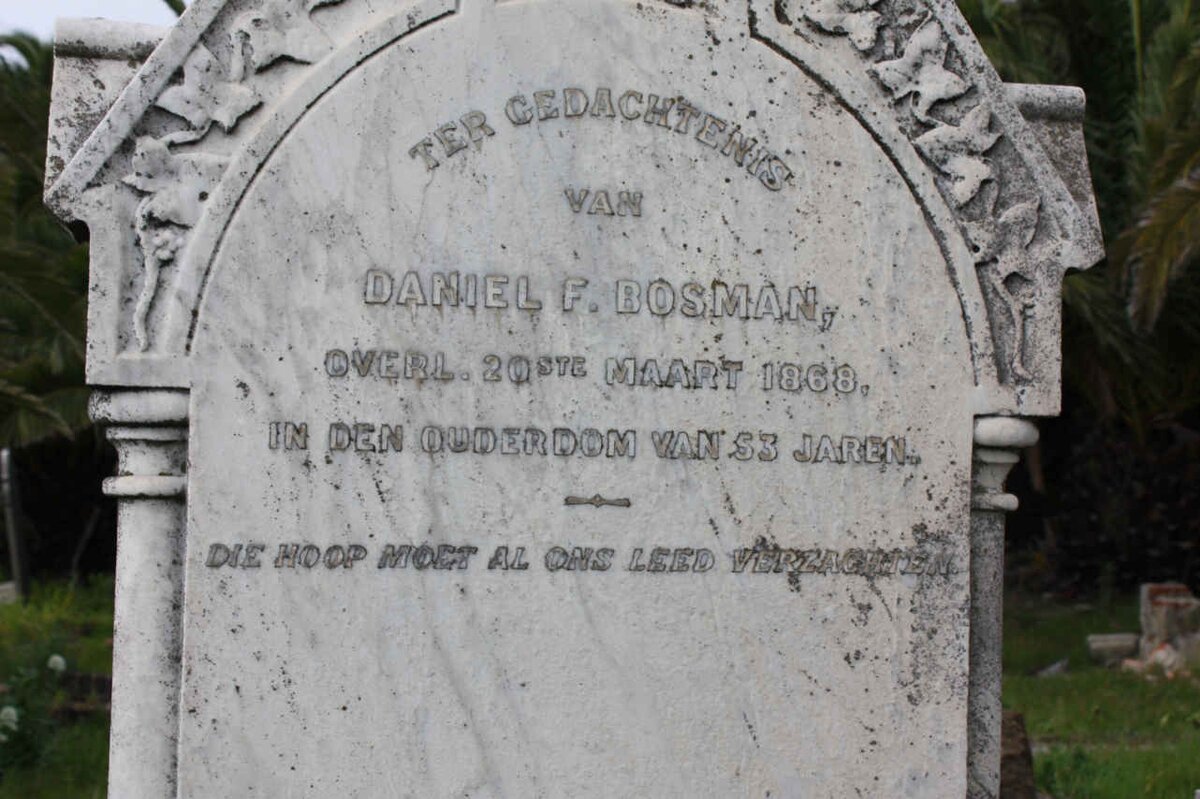 TER GEDACHTENIS
VAN
DANIEL F. BOSMAN,
OVERL. 20STE MAART 1868,
IN DEN OUDERDOM VAN 53 JAREN.
DIE HOOP MOET AL ONS LEED VERZACHTEN.